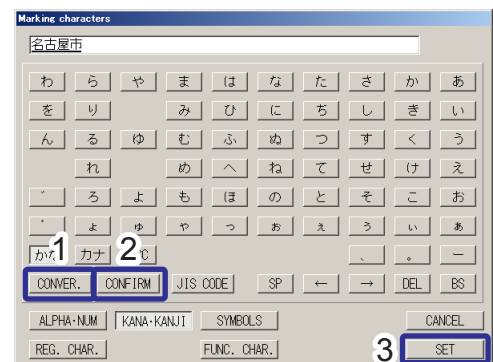 Marking characters
名古屋市
わ ら や ま は な た さ か あ
を り み ひ に ち し き い
ん る ゆ む ふ ぬ つ す く う
れ め へ ね て せ け え
゛ ろ よ も ほ の と そ こ お
゜ ょ ゅ ゃ っ ぉ ぇ ぅ ぃ ぁ
1 2
カナ 、 。 ー
CONVER. CONFIRM JIS CODE SP ← → DEL BS
ALPHA・NUM KANA・KANJI SYMBOLS CANCEL
REG. CHAR. FUNC. CHAR. 3 SET